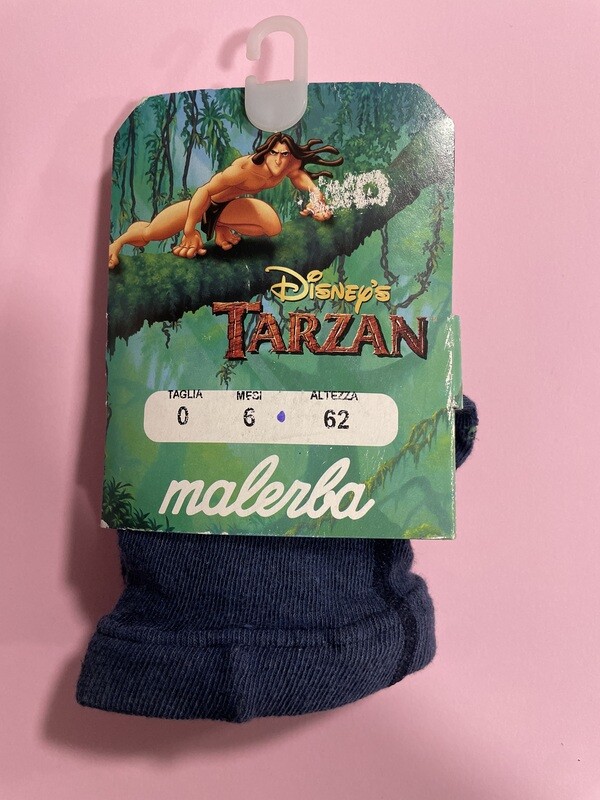 Disney's
TARZAN
TAGLIA MESI ALTEZZA
0 6 62
malerba